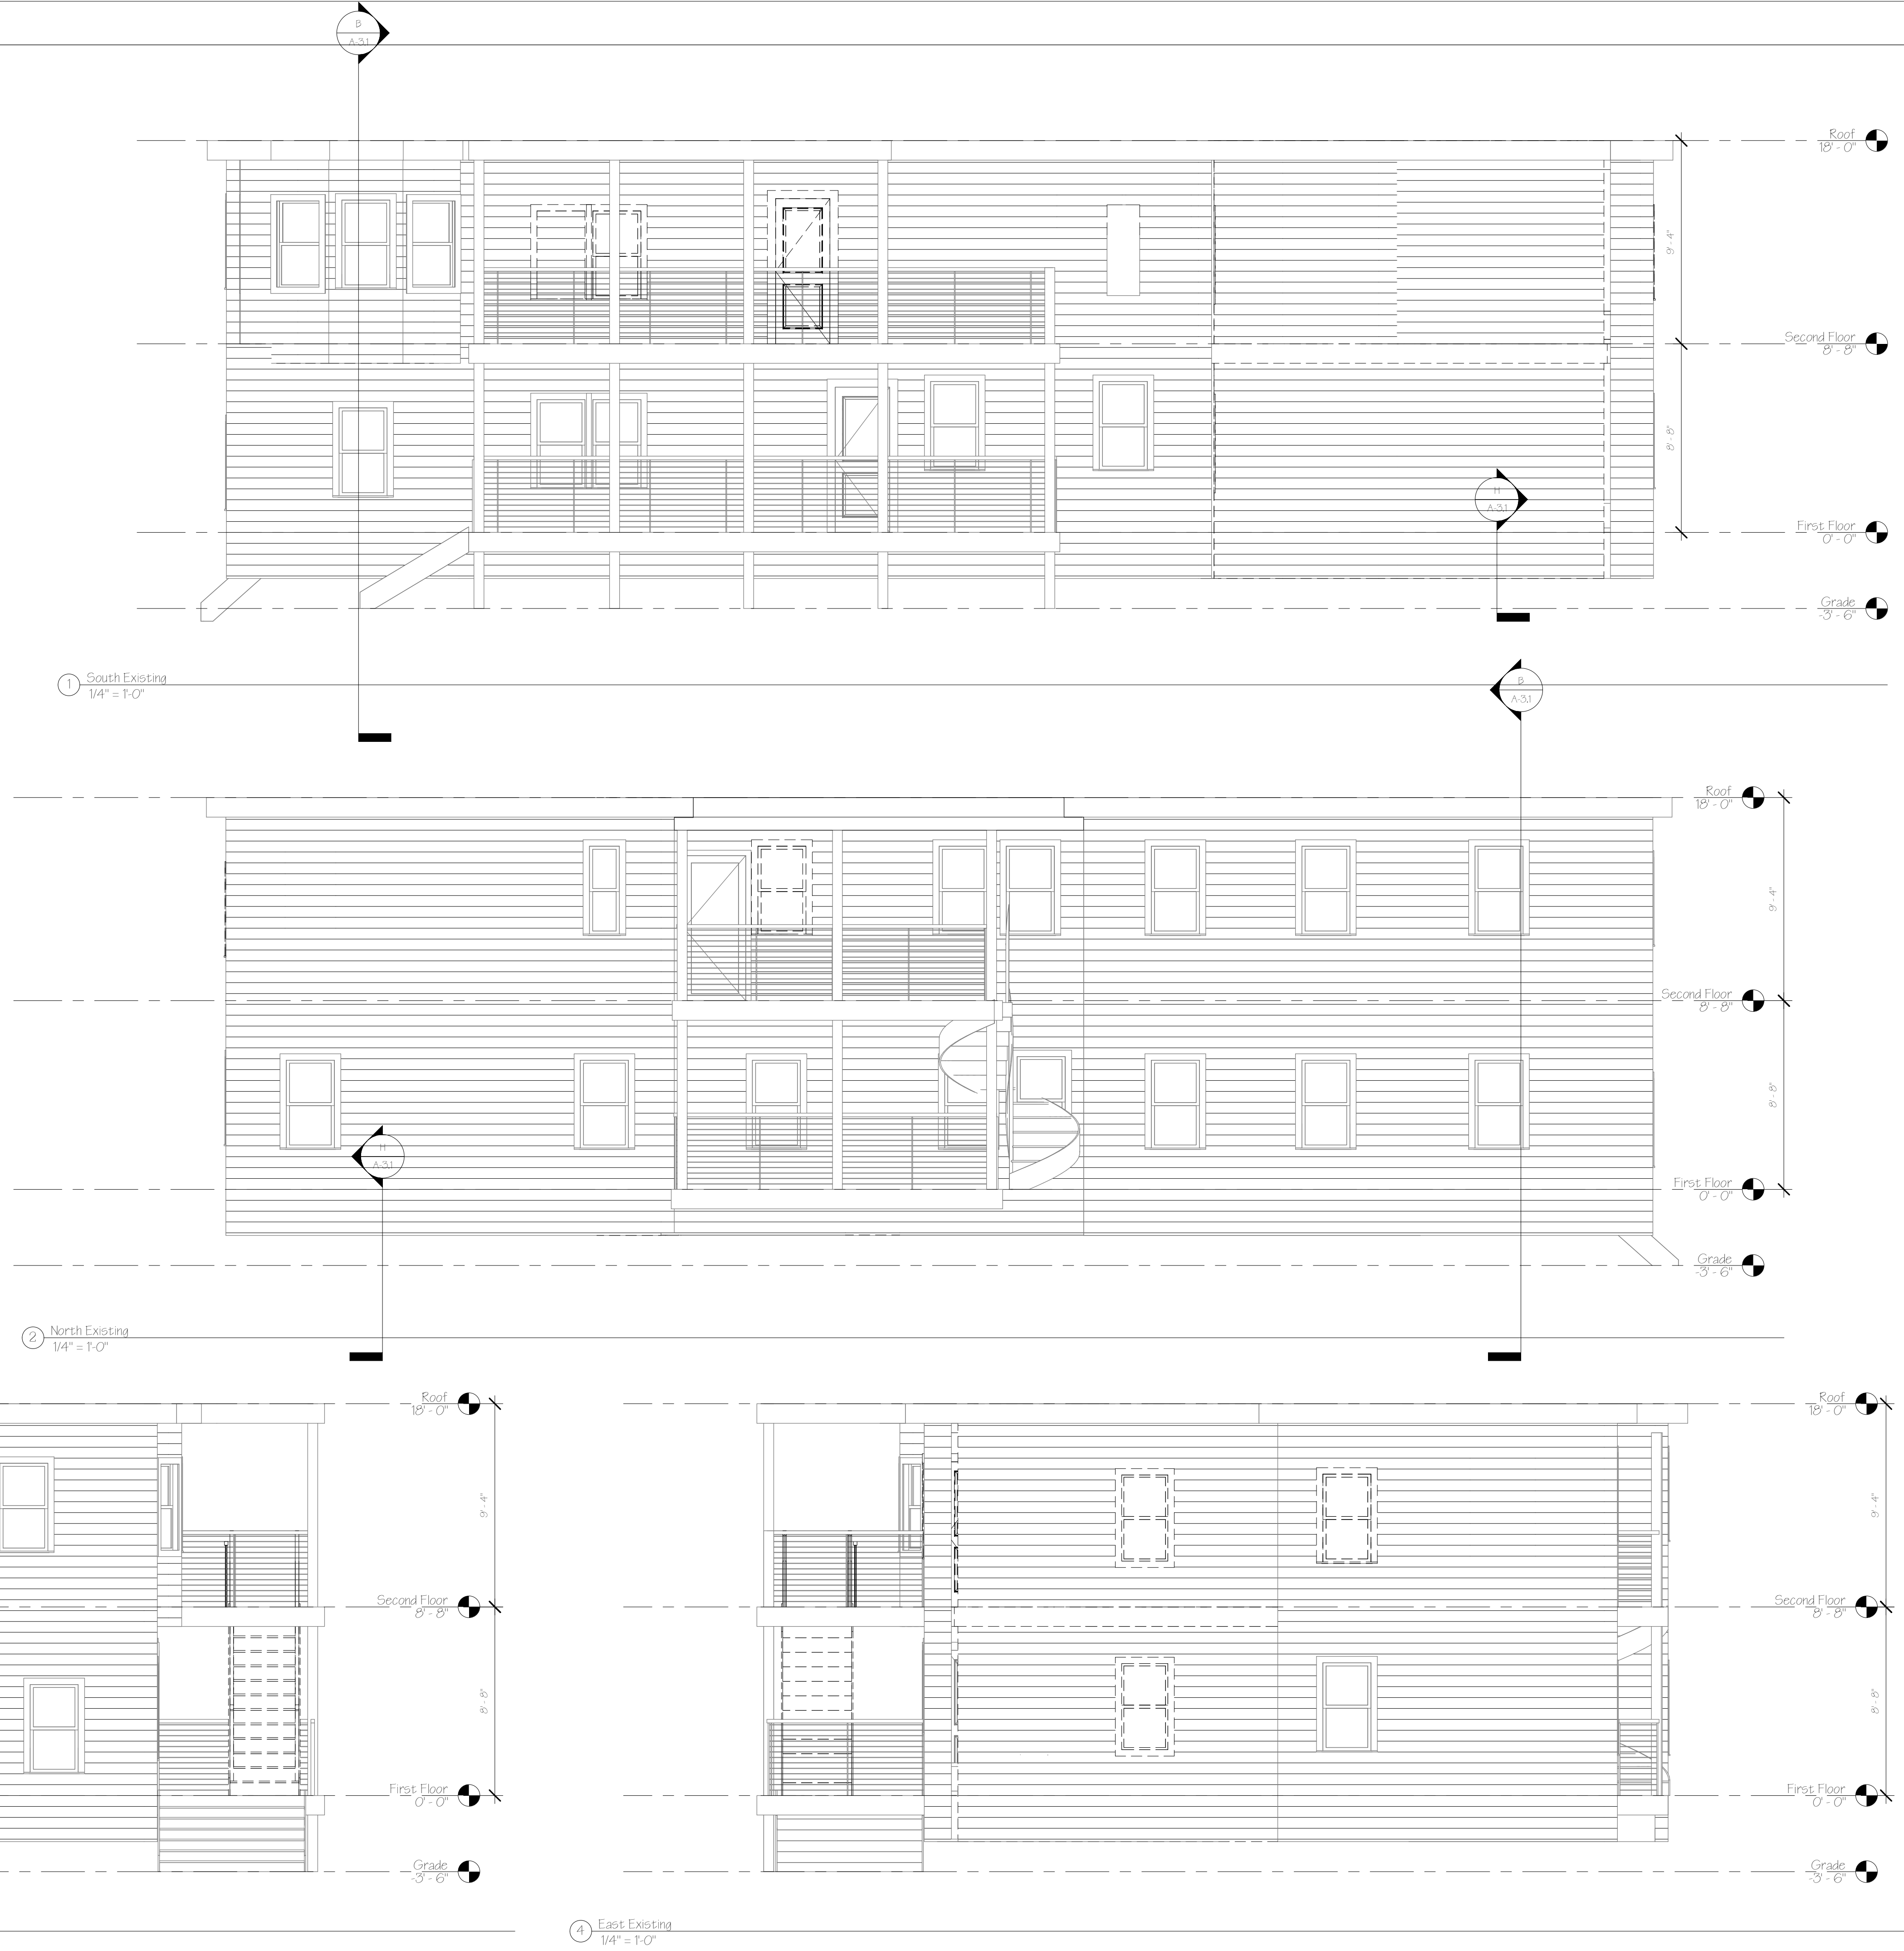 B
A-3.1
Roof
18' - 0"
9' - 4"
Second Floor
8' - 8"
8' - 8"
H
A-3.1
First Floor
0' - 0"
Grade
-3' - 6"
1
South Existing
1/4" = 1'-0"
B
A-3.1
Roof
18' - 0"
9' - 4"
Second Floor
8' - 8"
8' - 8"
H
A-3.1
First Floor
0' - 0"
Grade
-3' - 6"
2
North Existing
1/4" = 1'-0"
Roof
18' - 0"
9' - 4"
Second Floor
8' - 8"
8' - 8"
First Floor
0' - 0"
Grade
-3' - 6"
Roof
18' - 0"
9' - 4"
Second Floor
8' - 8"
8' - 8"
First Floor
0' - 0"
Grade
-3' - 6"
4
East Existing
1/4" = 1'-0"